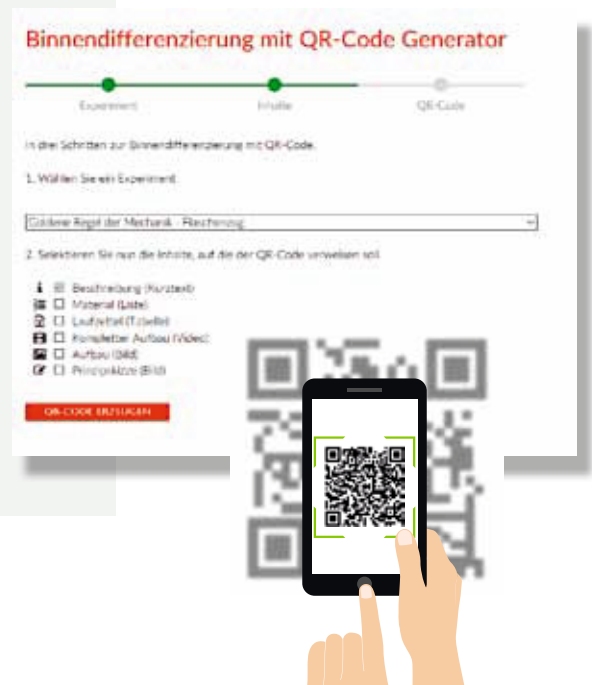 Binnendifferenzierung mit QR-Code Generator
Experiment
Inhalte
QR-Code
In drei Schritten zur Binnendifferenzierung mit QR-Code.
1. Wählen Sie ein Experiment
Goldene Regel der Mechanik - Flaschenzug
2. Selektieren Sie nun die Inhalte, auf die der QR-Code verweisen soll
Beschreibung (Kurztext)
Material (Liste)
Laufzettel (Tabelle)
Kompletter Aufbau (Video)
Aufbau (Bild)
Prinzipskizze (Bild)
QR-CODE ERZEUGEN